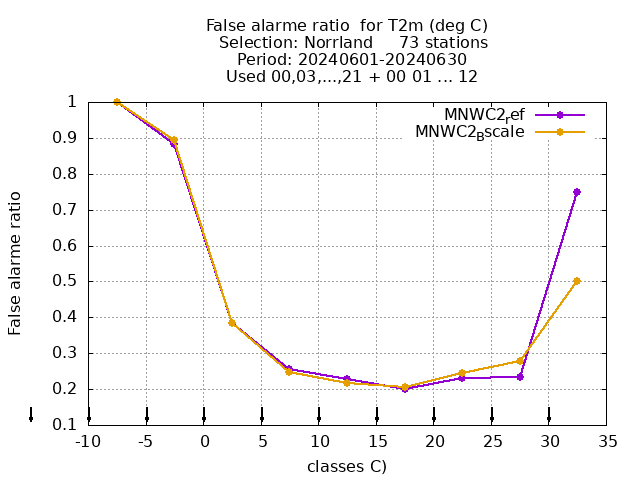 False alarme ratio  for T2m (deg C)
Selection: Norrland     73 stations
Period: 20240601-20240630
Used 00,03,...,21 + 00 01 ... 12
MNWC2ref
MNWC2Bscale
1
0.9
0.8
0.7
0.6
0.5
0.4
0.3
0.2
0.1
False alarme ratio
-10 -5 0 5 10 15 20 25 30 35
classes C)